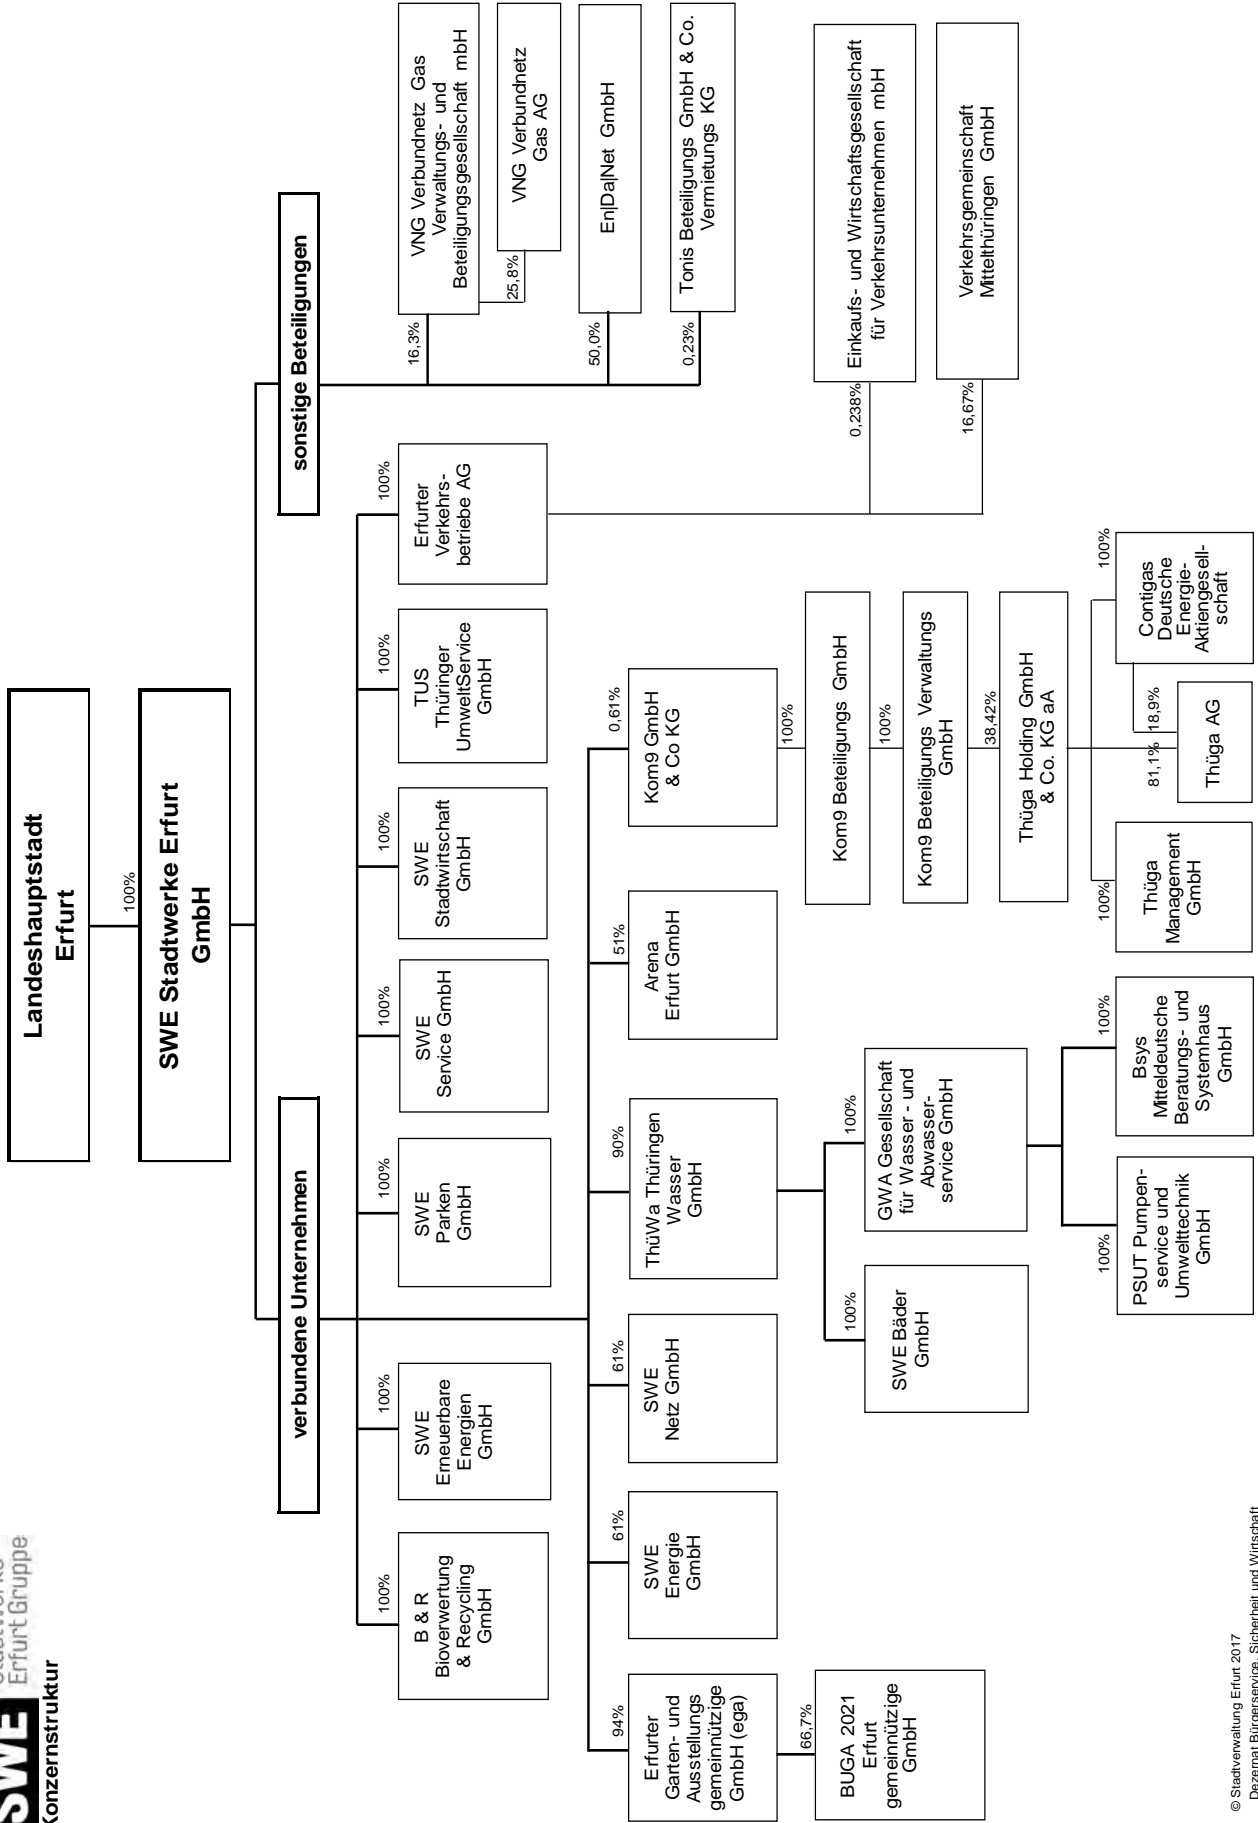 SWE
Erfurt Gruppe
Konzernstruktur
Landeshauptstadt
Erfurt
100%
SWE Stadtwerke Erfurt
GmbH
verbundene Unternehmen
sonstige Beteiligungen
100%
B & R
Bioverwertung
& Recycling
GmbH
100%
SWE
Erneuerbare
Energien
GmbH
100%
SWE
Parken
GmbH
100%
SWE
Service GmbH
100%
SWE
Stadtwirtschaft
GmbH
100%
TUS
Thüringer
UmweltService
GmbH
100%
Erfurter
Verkehrs-
betriebe AG
16,3%
VNG Verbundnetz Gas
Verwaltungs- und
Beteiligungsgesellschaft mbH
25,8%
VNG Verbundnetz
Gas AG
50,0%
En|Da|Net GmbH
0,23%
Tonis Beteiligungs GmbH & Co.
Vermietungs KG
0,238%
Einkaufs- und Wirtschaftsgesellschaft
für Verkehrsunternehmen mbH
16,67%
Verkehrsgemeinschaft
Mittelthüringen GmbH
94%
Erfurter
Garten- und
Ausstellungs
gemeinnützige
GmbH (ega)
66,7%
BUGA 2021
Erfurt
gemeinnützige
GmbH
61%
SWE
Energie
GmbH
61%
SWE
Netz GmbH
90%
ThüWa Thüringen
Wasser
GmbH
100%
SWE Bäder
GmbH
100%
GWA Gesellschaft
für Wasser - und
Abwasser-
service GmbH
100%
PSUT Pumpen-
service und
Umwelttechnik
GmbH
100%
Bsys
Mitteldeutsche
Beratungs- und
Systemhaus
GmbH
51%
Arena
Erfurt GmbH
0,61%
Kom9 GmbH
& Co KG
100%
Kom9 Beteiligungs GmbH
100%
Kom9 Beteiligungs Verwaltungs
GmbH
38,42%
Thüga Holding GmbH
& Co. KG aA
100%
Thüga
Management
GmbH
81,1%
18,9%
Thüga AG
100%
Contigas
Deutsche
Energie-
Aktiengesell-
schaft
© Stadtverwaltung Erfurt 2017
Dezernat Bürgerservice, Sicherheit und Wirtschaft